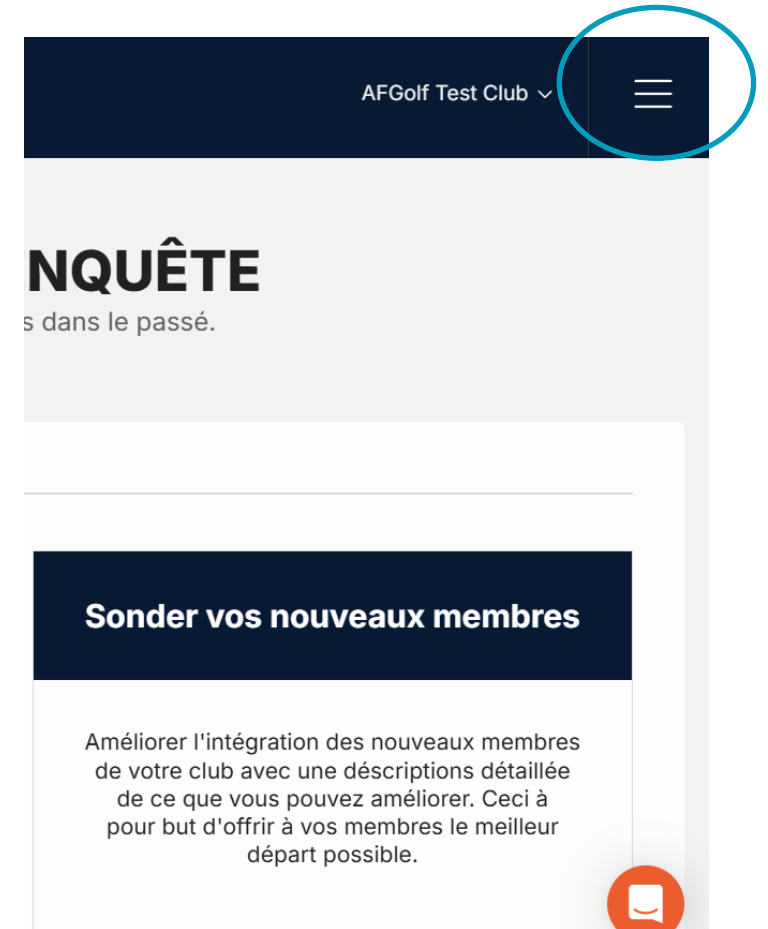 AFGolf Test Club
NQUÊTE
s dans le passé.
Sonder vos nouveaux membres
Améliorer l'intégration des nouveaux membres
de votre club avec une déscriptions détaillée
de ce que vous pouvez améliorer. Ceci à
pour but d'offrir à vos membres le meilleur
départ possible.